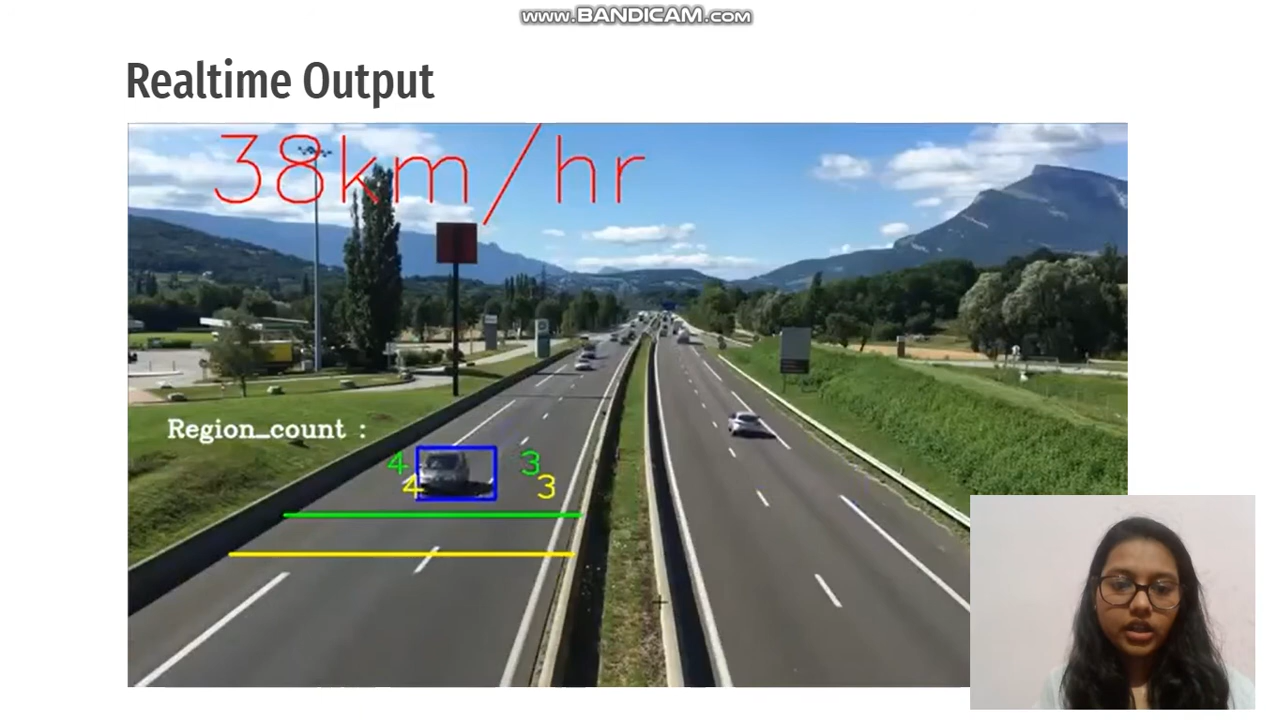 www.BANDICAM.com
Realtime Output
38km/hr
Region_count :
4 3
4 3